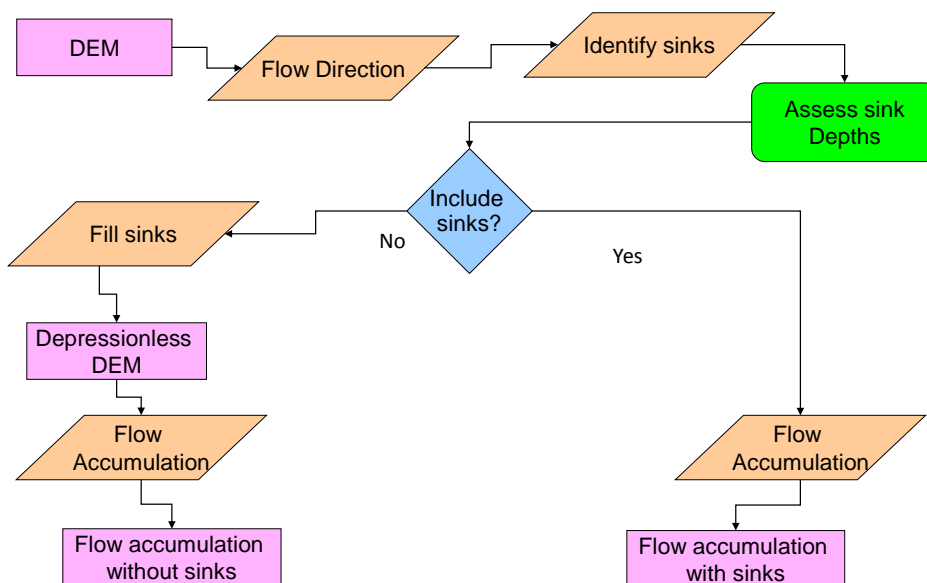 DEM
Flow Direction
Identify sinks
Assess sink
Depths
Include
sinks?
No
Yes
Fill sinks
Depressionless
DEM
Flow
Accumulation
Flow accumulation
without sinks
Flow
Accumulation
Flow accumulation
with sinks